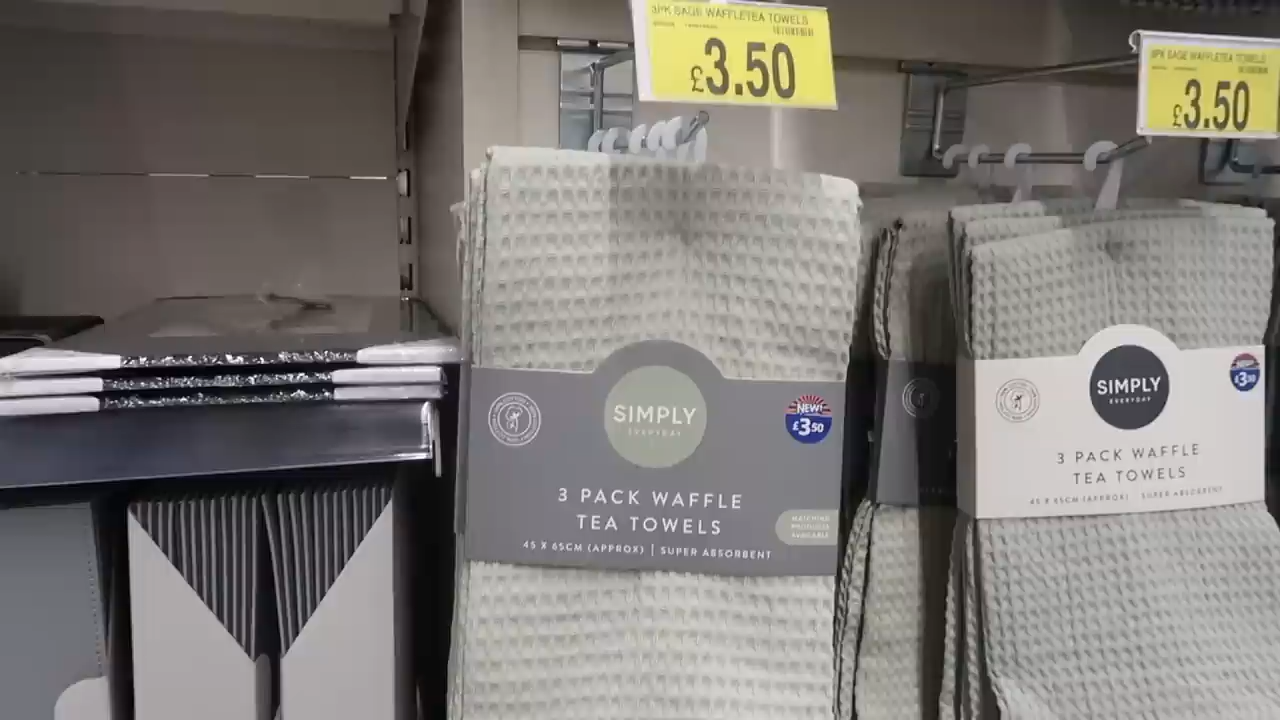 3PK SAGE WAFFLETEA TOWELS
£3.50
3PK SAGE WAFFLETEA TOWELS
£3.50
SIMPLY
EVERYDAY
NEW!
£3.50
3 PACK WAFFLE
TEA TOWELS
45 X 65CM (APPROX) | SUPER ABSORBENT
MATCHING
PRODUCTS
AVAILABLE
SIMPLY
EVERYDAY
£3.50
3 PACK WAFFLE
TEA TOWELS
45 X 65CM (APPROX) | SUPER ABSORBENT